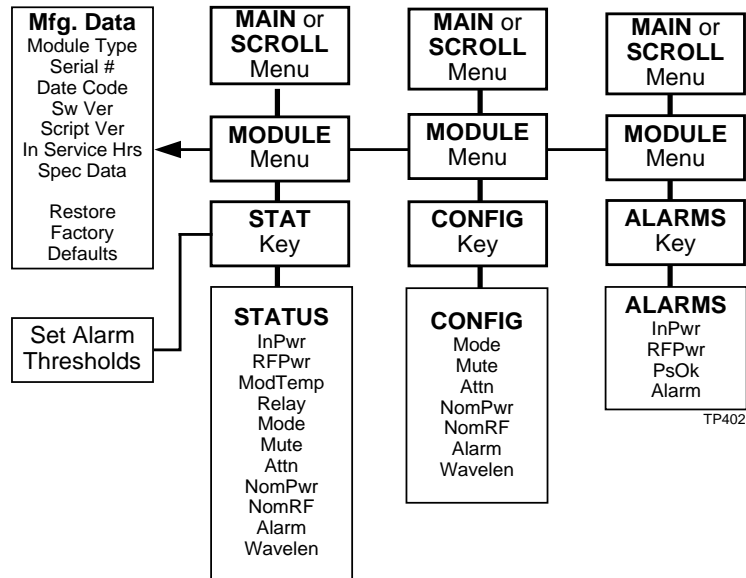 Mfg. Data
Module Type
Serial #
Date Code
Sw Ver
Script Ver
In Service Hrs
Spec Data
Restore
Factory
Defaults
MAIN or
SCROLL
Menu
MODULE
Menu
STAT
Key
Set Alarm
Thresholds
STATUS
InPwr
RFPwr
ModTemp
Relay
Mode
Mute
Attn
NomPwr
NomRF
Alarm
Wavelen
MAIN or
SCROLL
Menu
MODULE
Menu
CONFIG
Key
CONFIG
Mode
Mute
Attn
NomPwr
NomRF
Alarm
Wavelen
MAIN or
SCROLL
Menu
MODULE
Menu
ALARMS
Key
ALARMS
InPwr
RFPwr
PsOk
Alarm
TP402